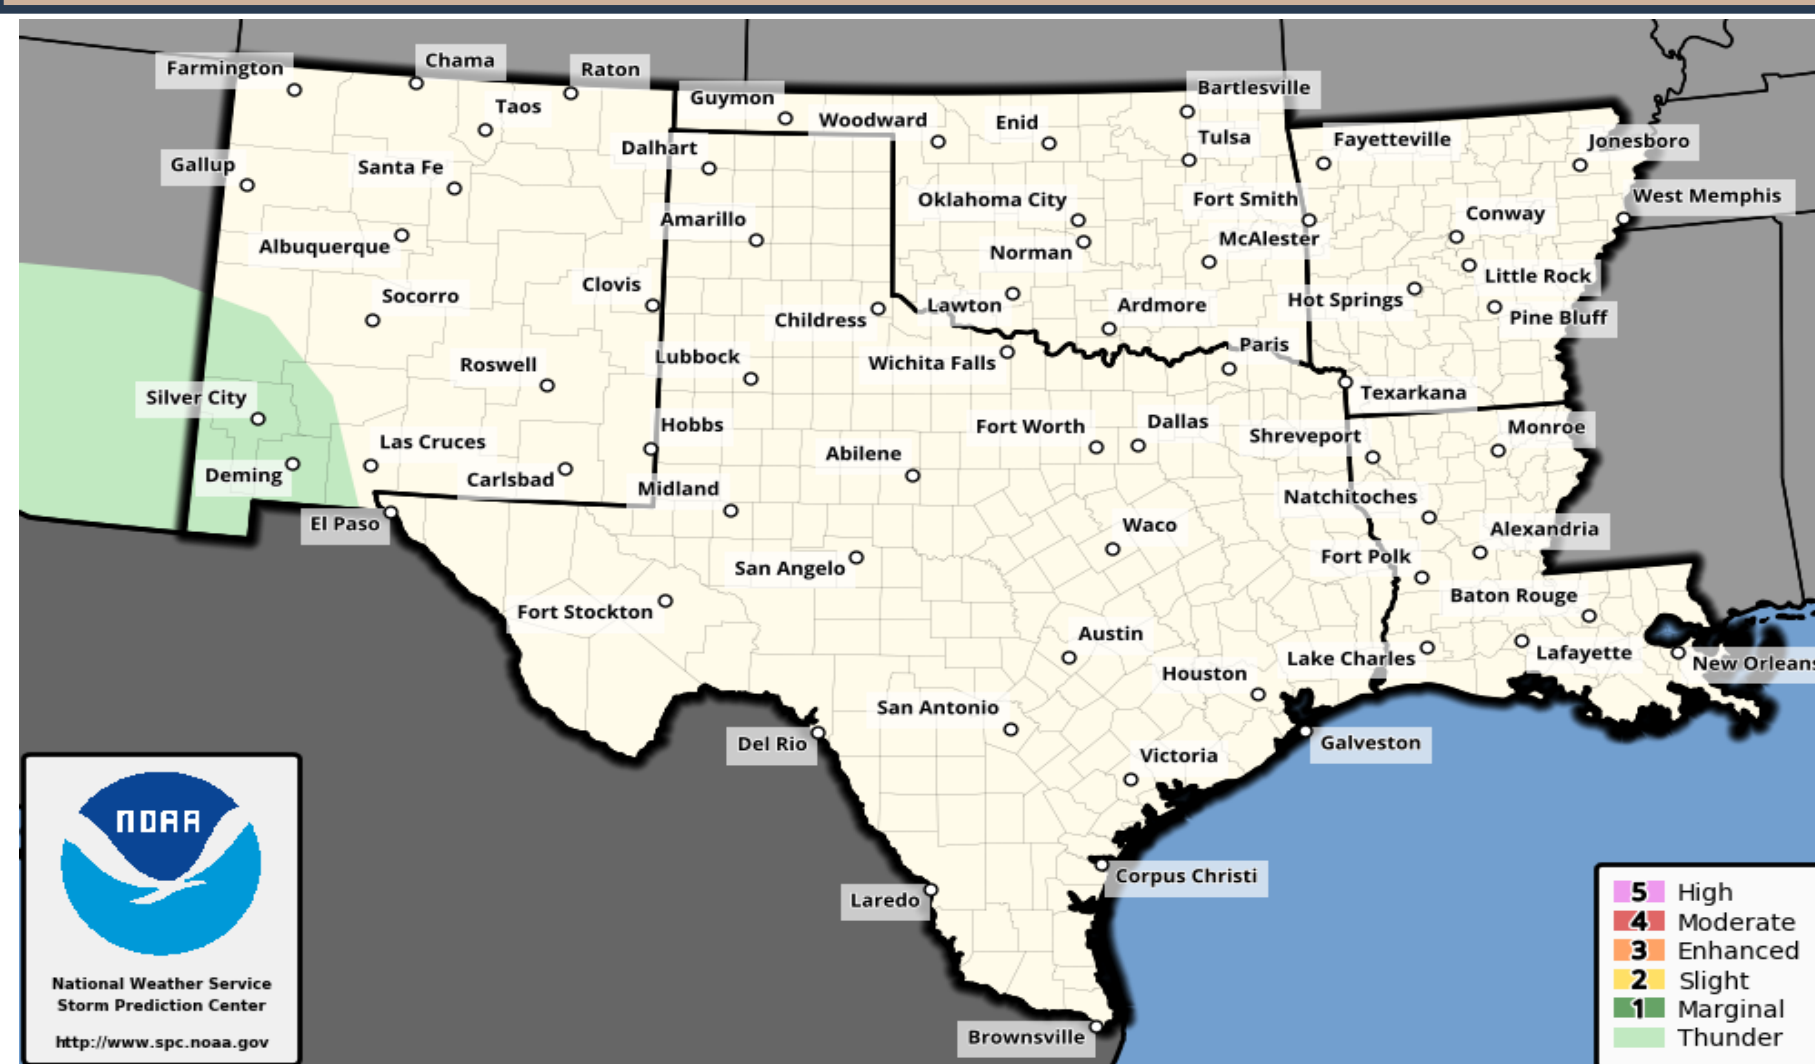 Farmington
Chama
Raton
Taos
Guymon
Woodward
Enid
Bartlesville
Tulsa
Fayetteville
Jonesboro
Gallup
Santa Fe
Dalhart
Oklahoma City
Fort Smith
West Memphis
Conway
Albuquerque
Amarillo
Norman
McAlester
Little Rock
Socorro
Clovis
Childress
Lawton
Ardmore
Hot Springs
Pine Bluff
Roswell
Lubbock
Wichita Falls
Paris
Texarkana
Silver City
Las Cruces
Hobbs
Abilene
Fort Worth
Dallas
Shreveport
Monroe
Deming
Carlsbad
Midland
Natchitoches
El Paso
San Angelo
Waco
Alexandria
Fort Polk
Fort Stockton
Austin
Baton Rouge
Houston
Lake Charles
Lafayette
New Orleans
Del Rio
San Antonio
Victoria
Galveston
Laredo
Corpus Christi
Brownsville
NOAA
National Weather Service
Storm Prediction Center
http://www.spc.noaa.gov
5 High
4 Moderate
3 Enhanced
2 Slight
1 Marginal
Thunder